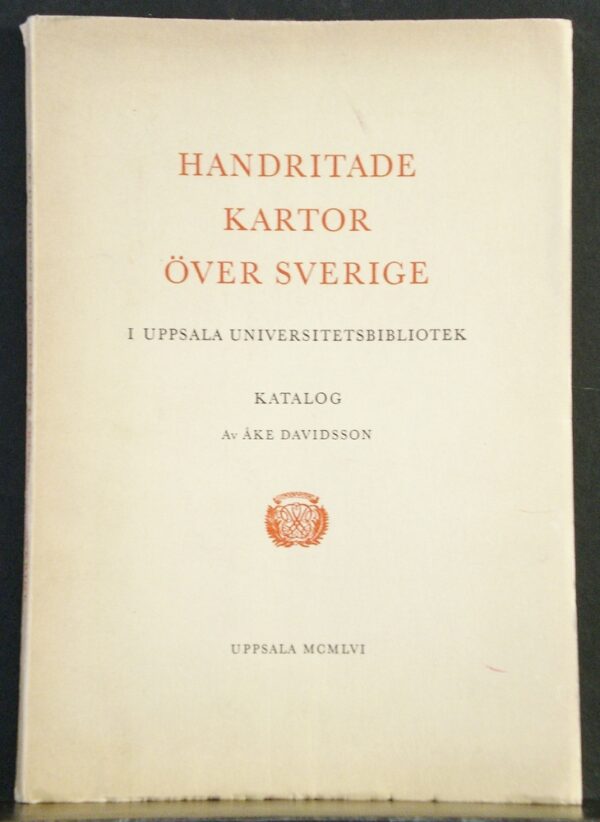 HANDRITADE
KARTOR
ÖVER SVERIGE
I UPPSALA UNIVERSITETSBIBLIOTEK
KATALOG
Av ÅKE DAVIDSSON
UPPSALA MCMLVI